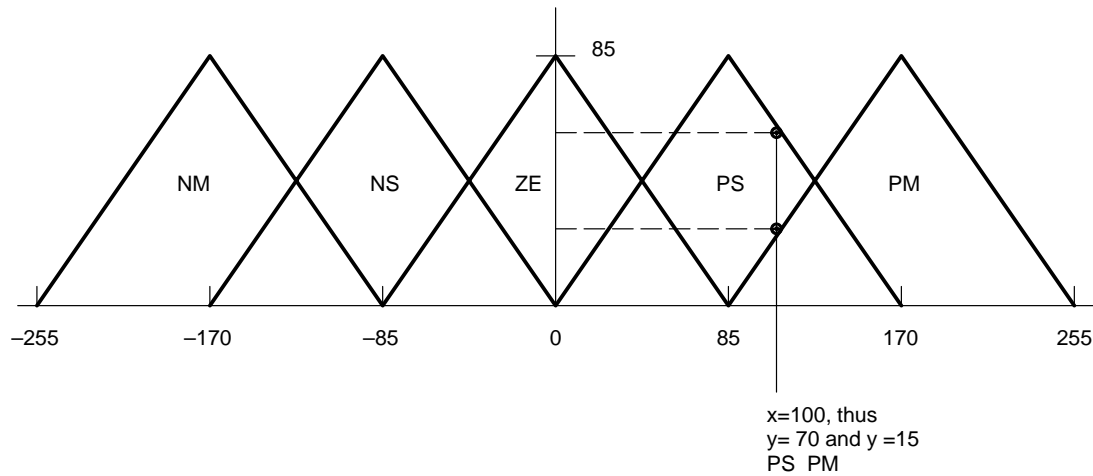 85
NM NS ZE PS PM
–255 –170 –85 0 85 170 255
x=100, thus
y= 70 and y =15
PS PM